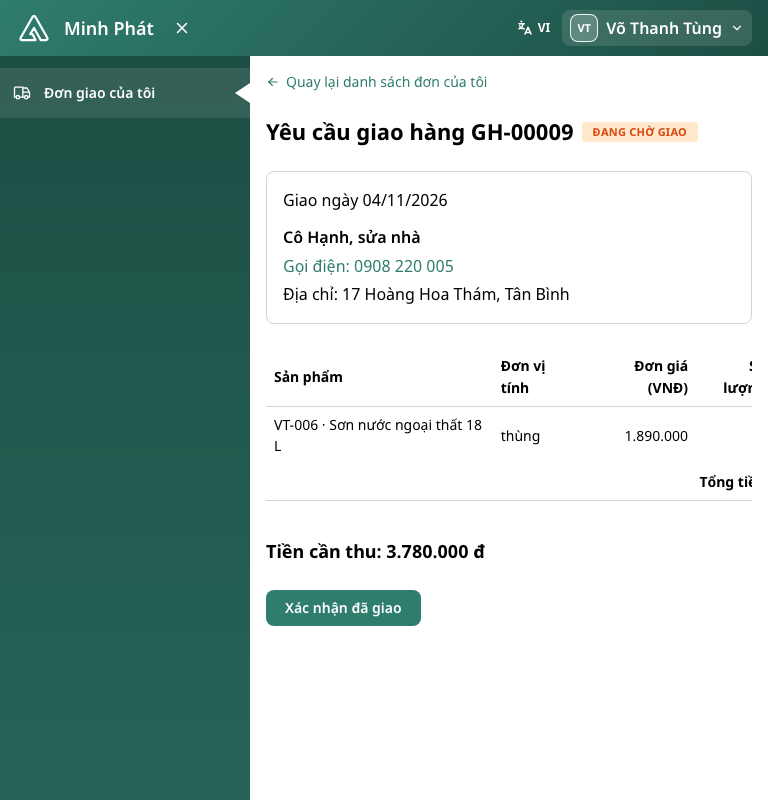 Minh Phát
VI
VT
Võ Thanh Tùng
Đơn giao của tôi
Quay lại danh sách đơn của tôi
Yêu cầu giao hàng GH-00009
ĐANG CHỜ GIAO
Giao ngày 04/11/2026
Cô Hạnh, sửa nhà
Gọi điện: 0908 220 005
Địa chỉ: 17 Hoàng Hoa Thám, Tân Bình
Sản phẩm
Đơn vị
tính
Đơn giá
(VNĐ)
VT-006 · Sơn nước ngoại thất 18
L
thùng
1.890.000
Tổng
Tiền cần thu: 3.780.000 đ
Xác nhận đã giao